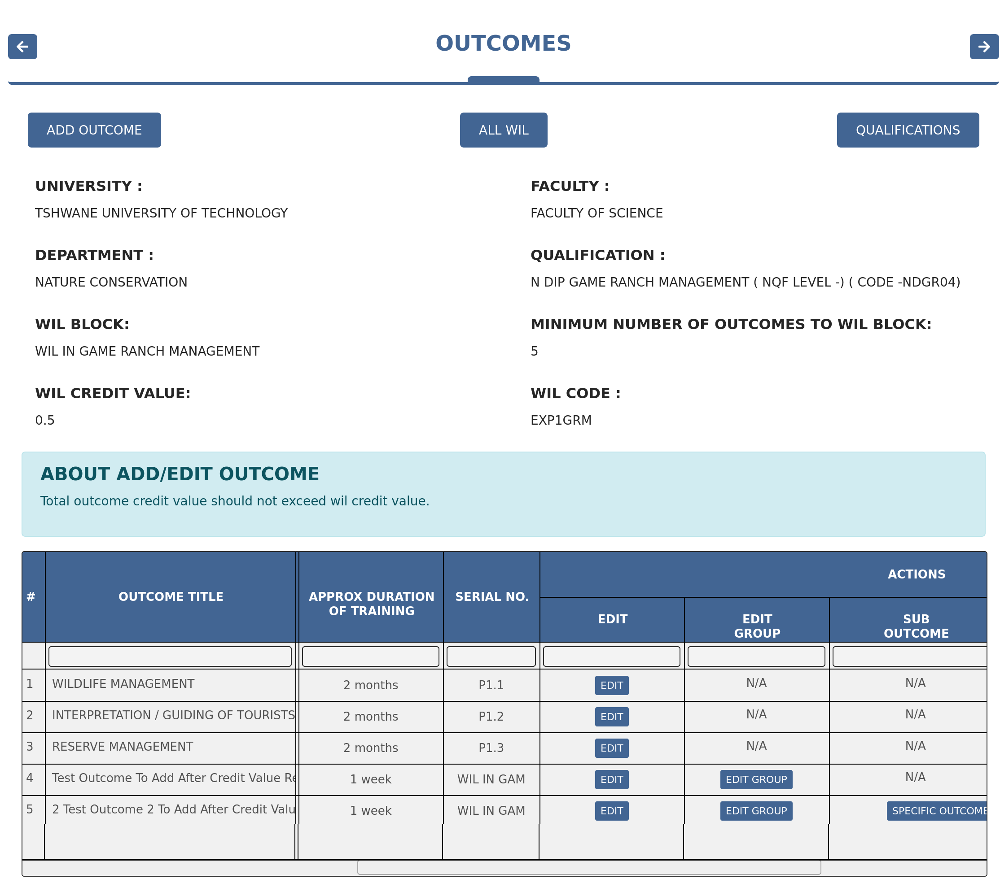 OUTCOMES
ADD OUTCOME
ALL WIL
QUALIFICATIONS
UNIVERSITY :
TSHWANE UNIVERSITY OF TECHNOLOGY
FACULTY :
FACULTY OF SCIENCE
DEPARTMENT :
NATURE CONSERVATION
QUALIFICATION :
N DIP GAME RANCH MANAGEMENT ( NQF LEVEL -) ( CODE -NDGR04)
WIL BLOCK:
WIL IN GAME RANCH MANAGEMENT
MINIMUM NUMBER OF OUTCOMES TO WIL BLOCK:
5
WIL CREDIT VALUE:
0.5
WIL CODE :
EXP1GRM
ABOUT ADD/EDIT OUTCOME
Total outcome credit value should not exceed wil credit value.
ACTIONS
# OUTCOME TITLE APPROX DURATION SERIAL NO.
OF TRAINING
EDIT EDIT SUB
GROUP OUTCOME
1 WILDLIFE MANAGEMENT 2 months P1.1 EDIT N/A N/A
2 INTERPRETATION / GUIDING OF TOURISTS 2 months P1.2 EDIT N/A N/A
3 RESERVE MANAGEMENT 2 months P1.3 EDIT N/A N/A
4 Test Outcome To Add After Credit Value Re 1 week WIL IN GAM EDIT EDIT GROUP N/A
5 2 Test Outcome 2 To Add After Credit Valu 1 week WIL IN GAM EDIT EDIT GROUP SPECIFIC OUTCOME